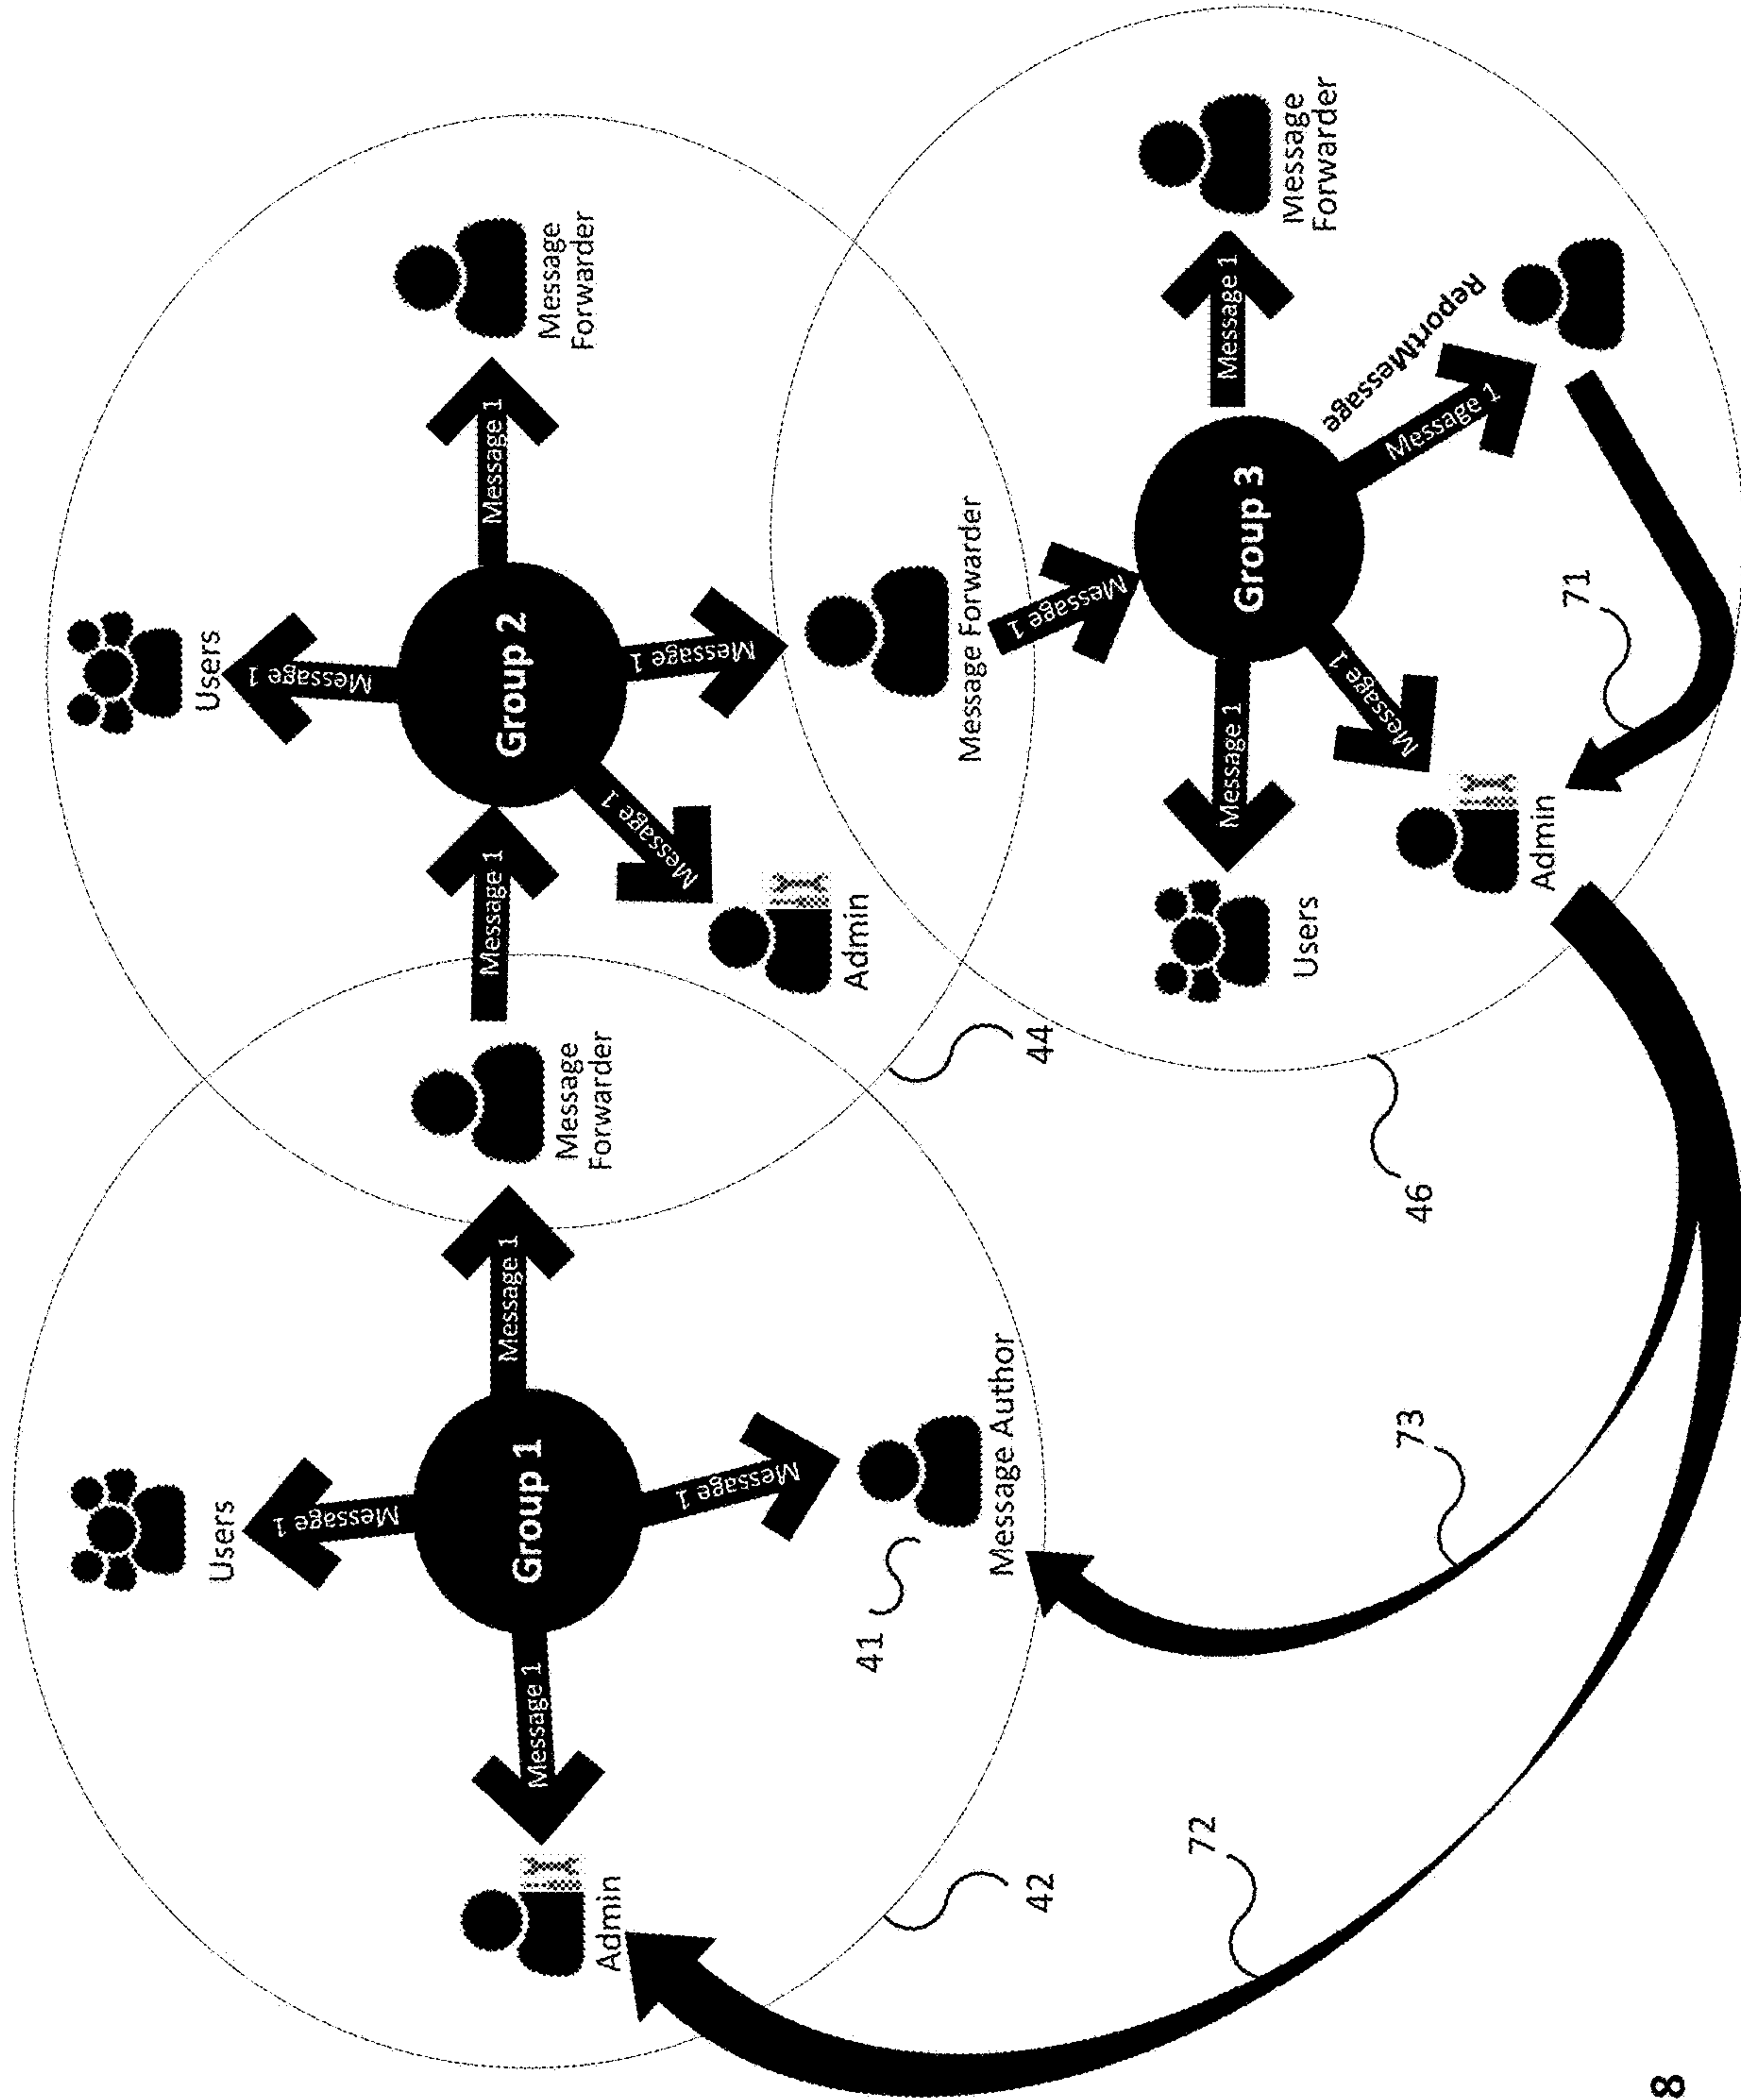 Users
Message 1
Admin
Message 1
Group 1
Message 1
Message
Forwarder
Message 1
41
Message Author
42
Users
Message 1
Message 1
Group 2
Message 1
Message
Forwarder
Message 1
Admin
Message 1
Message Forwarder
44
Message 1
Users
Message 1
Group 3
Message 1
Message
Forwarder
Message 1
Admin
Message 1
ReportMessage
46
71
72
73
8